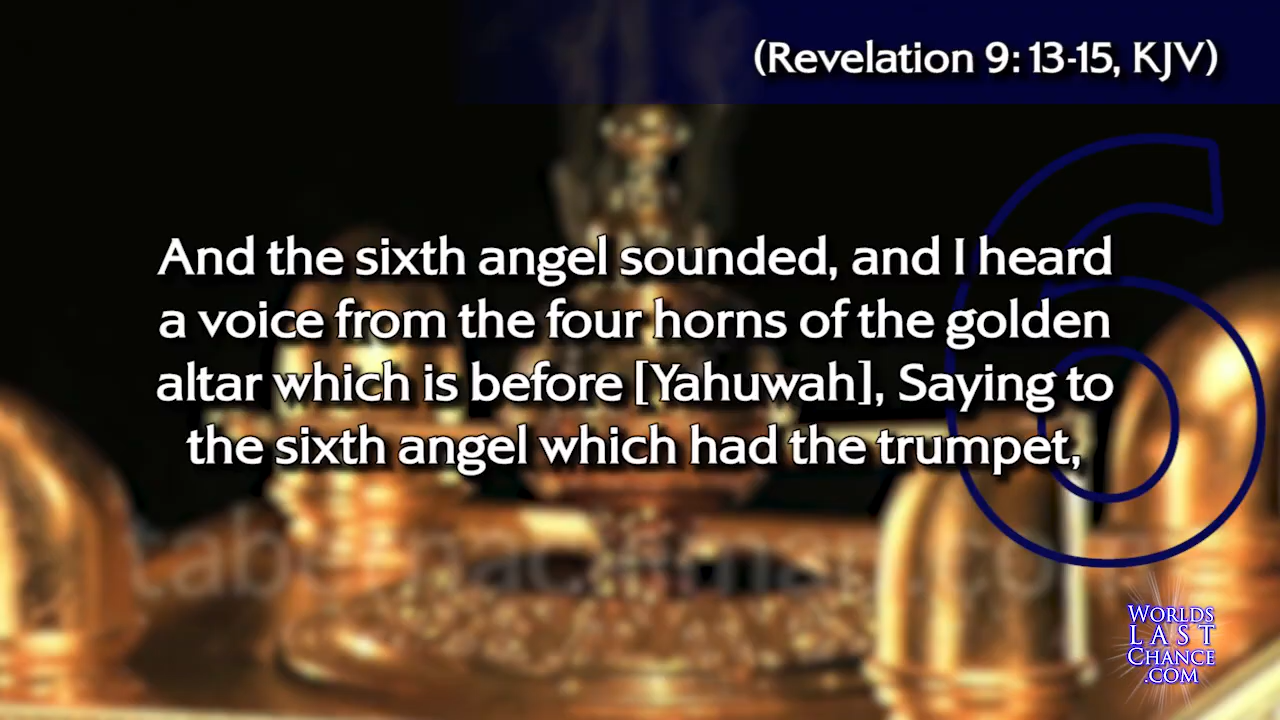 (Revelation 9: 13-15, KJV)
6
And the sixth angel sounded, and I heard
a voice from the four horns of the golden
altar which is before [Yahuwah], Saying to
the sixth angel which had the trumpet,
WORLDS
LAST
CHANCE
.COM